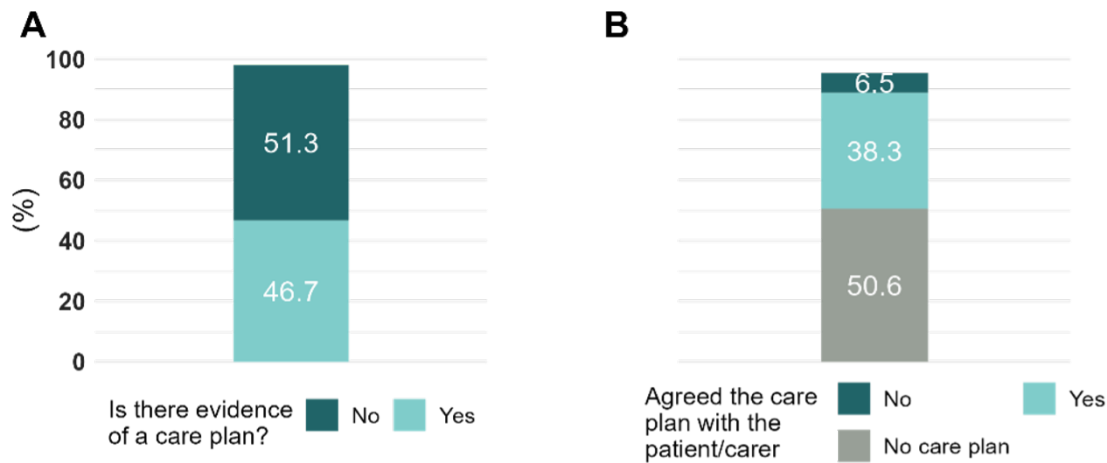 A
B
100
80
60
40
20
0
(%)
51.3
46.7
6.5
38.3
50.6
Is there evidence
of a care plan?
No
Yes
Agreed the care
plan with the
patient/carer
No
Yes
No care plan